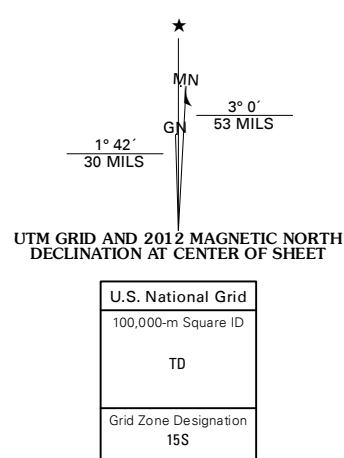 ★
MN
3° 0´
53 MILS
GN
1° 42´
30 MILS
UTM GRID AND 2012 MAGNETIC NORTH
DECLINATION AT CENTER OF SHEET
U.S. National Grid
100,000-m Square ID
TD
Grid Zone Designation
15S